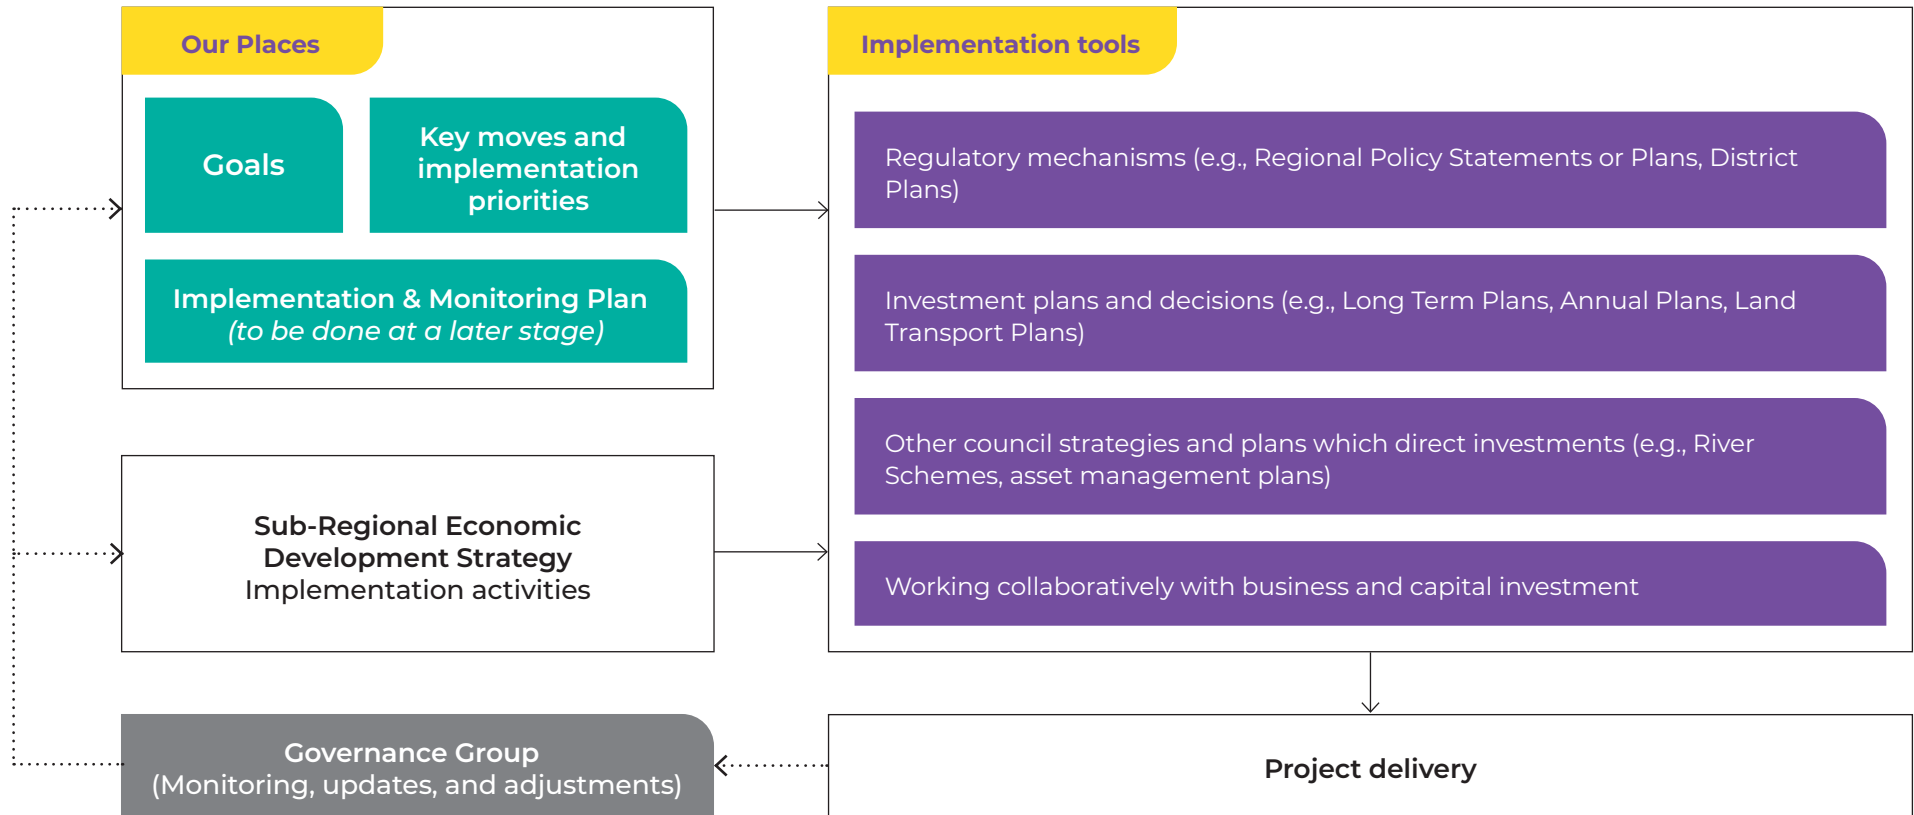 Our Places
Goals
Key moves and
implementation
priorities
Implementation & Monitoring Plan
(to be done at a later stage)
Sub-Regional Economic
Development Strategy
Implementation activities
Governance Group
(Monitoring, updates, and adjustments)
Implementation tools
Regulatory mechanisms (e.g., Regional Policy Statements or Plans, District
Plans)
Investment plans and decisions (e.g., Long Term Plans, Annual Plans, Land
Transport Plans)
Other council strategies and plans which direct investments (e.g., River
Schemes, asset management plans)
Working collaboratively with business and capital investment
Project delivery